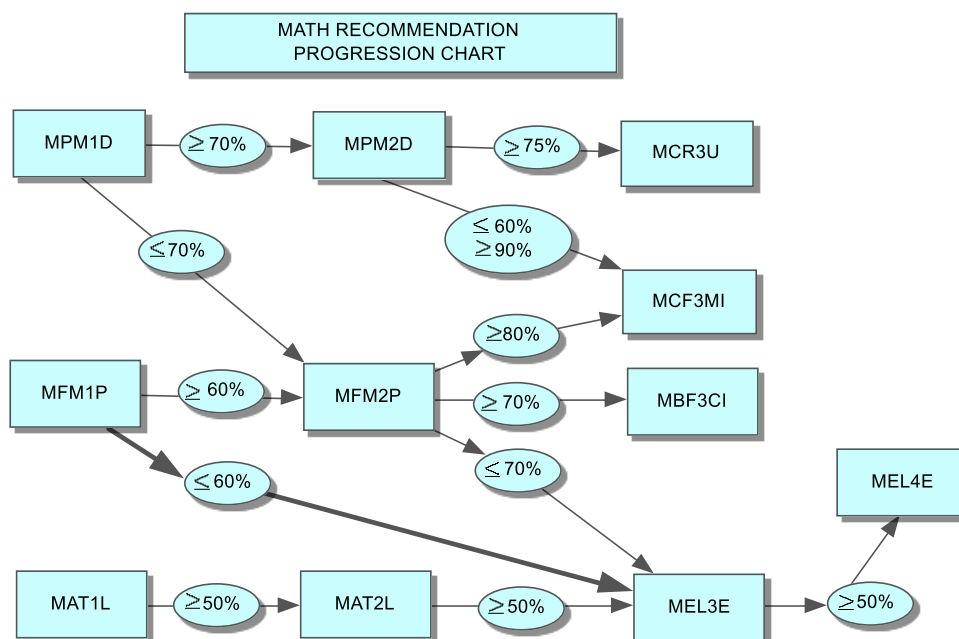 MATH RECOMMENDATION
PROGRESSION CHART
MPM1D
≥ 70%
MPM2D
≥ 75%
MCR3U
≤ 70%
≤ 60%
≥ 90%
MCF3MI
≥80%
MFM1P
≥ 60%
MFM2P
≥ 70%
MBF3CI
≤ 60%
≤ 70%
MEL4E
MAT1L
≥50%
MAT2L
≥50%
MEL3E
≥50%